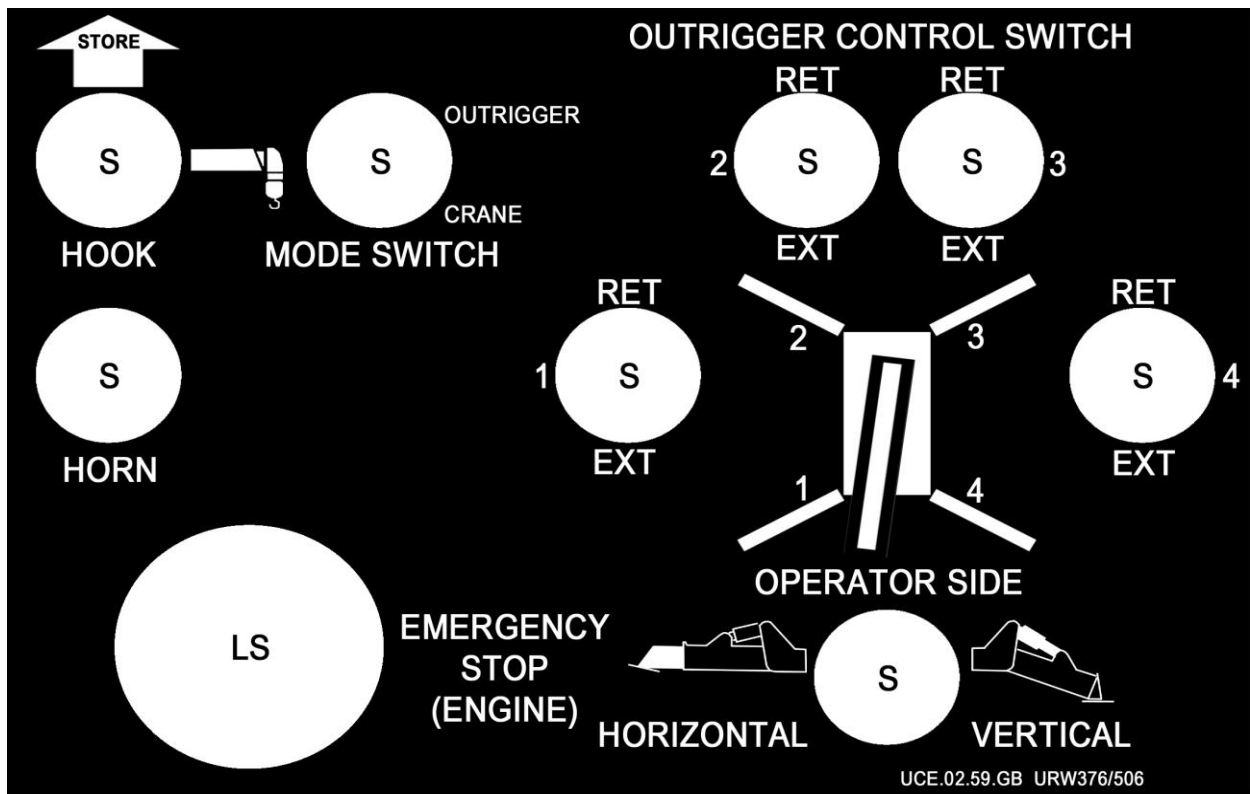 STORE
S
HOOK
S
OUTRIGGER
CRANE
MODE SWITCH
S
HORN
LS
EMERGENCY
STOP
(ENGINE)
OUTRIGGER CONTROL SWITCH
RET RET
2 S S 3
EXT EXT
RET RET
2 3
1 S S 4
EXT EXT
1 4
OPERATOR SIDE
S
HORIZONTAL VERTICAL
UCE.02.59.GB URW376/506